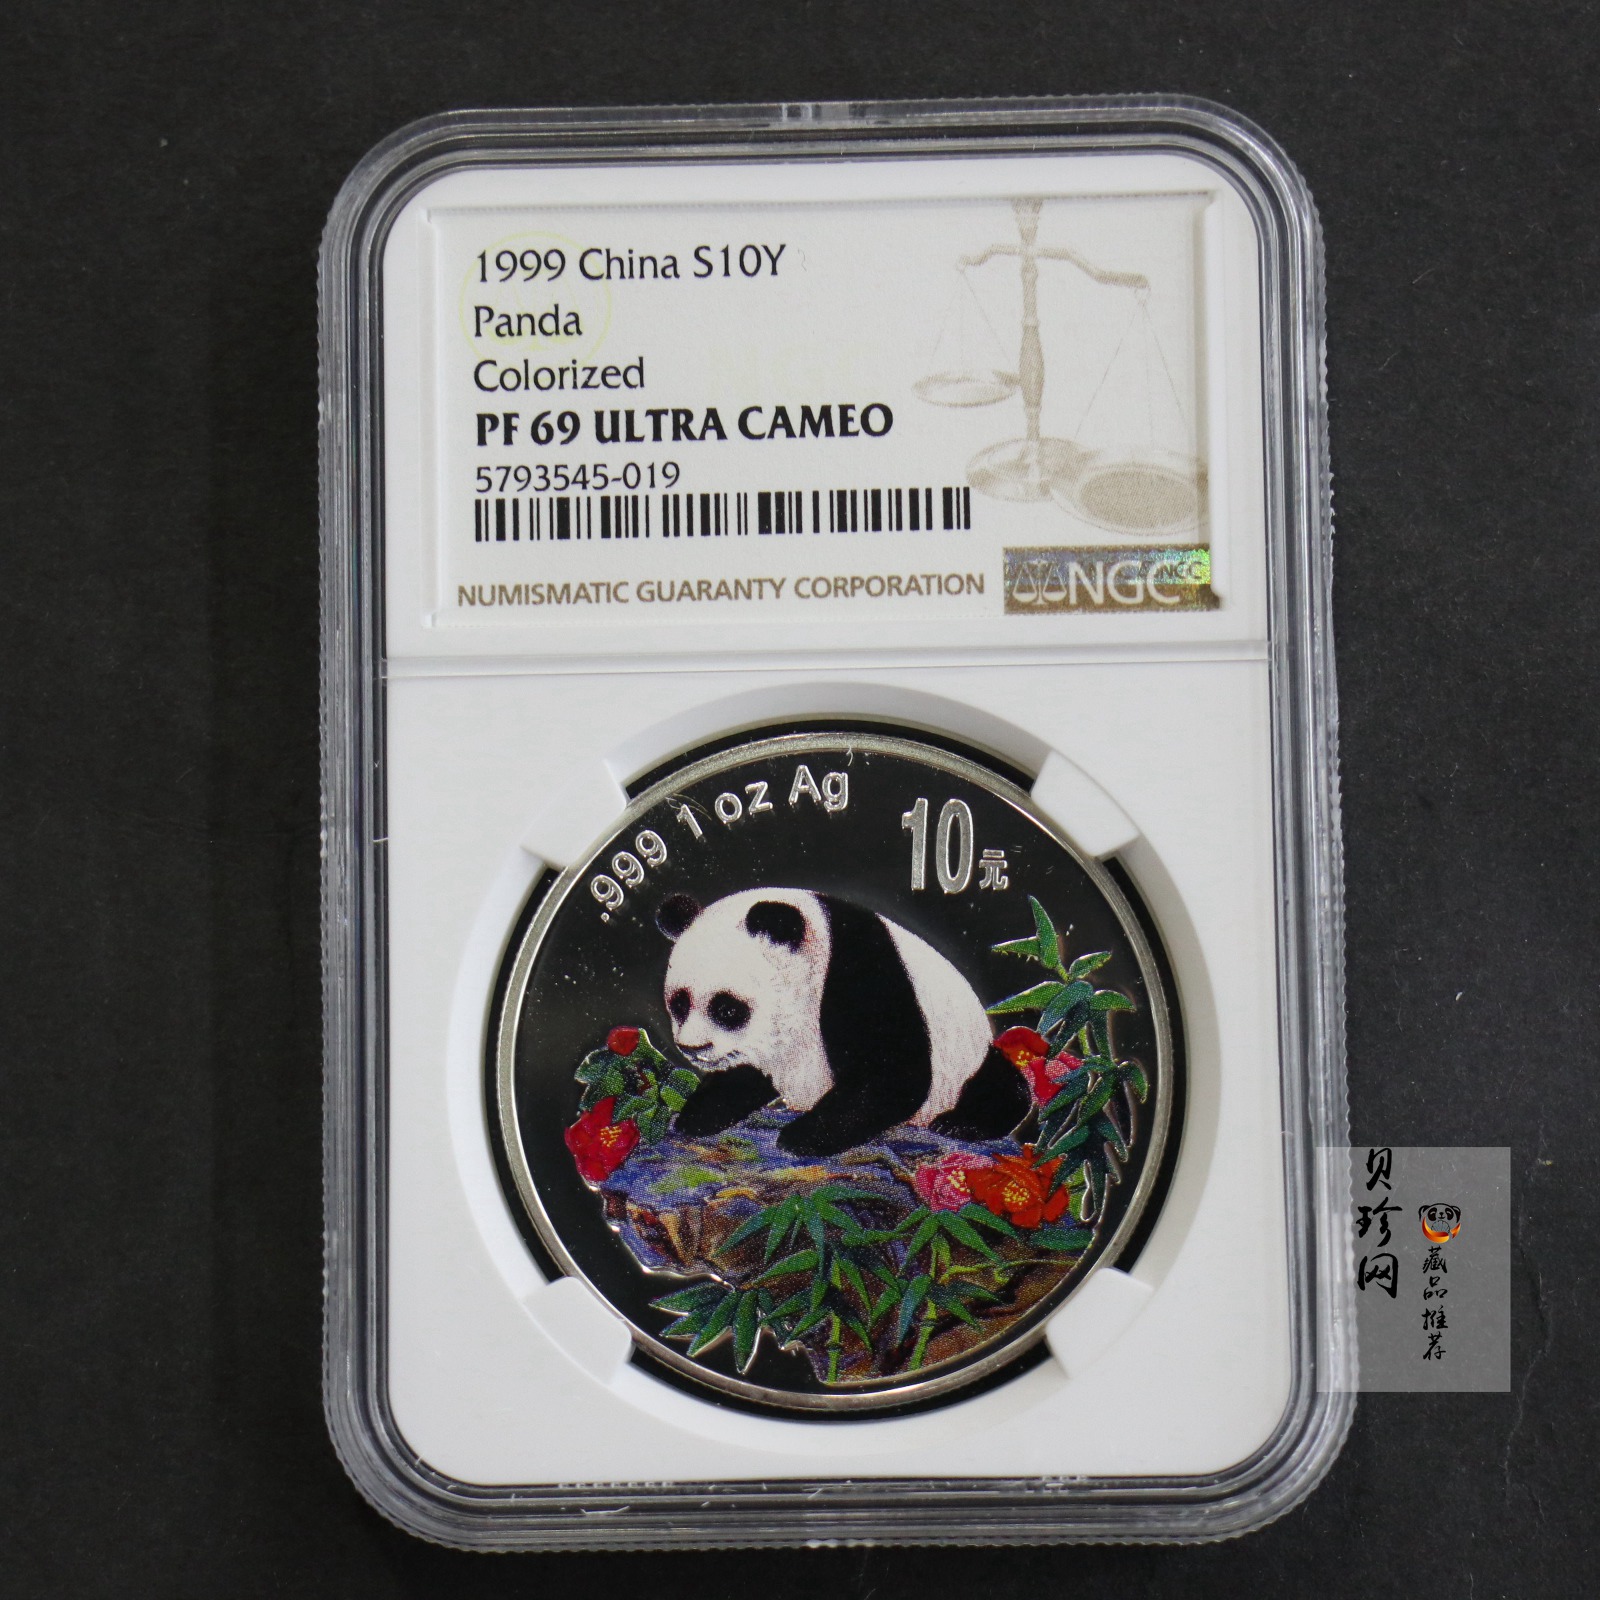 1999 China S10Y
Panda
Colorized
PF 69 ULTRA CAMEO
5793545-019
NUMISMATIC GUARANTY CORPORATION
NGC
.999 1 oz Ag
10元
贝珍网
藏品推荐